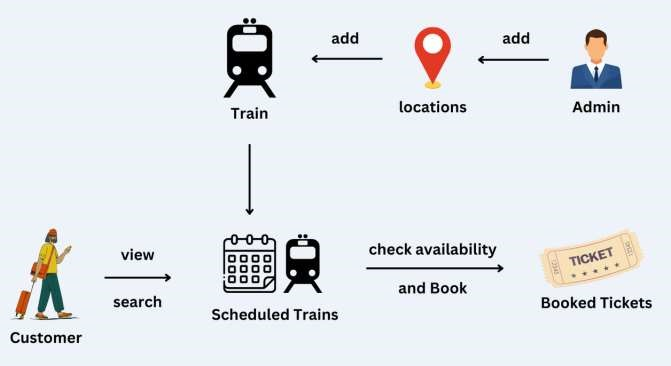 add
add
Train
locations
Admin
view
search
check availability
and Book
TICKET
Customer
Scheduled Trains
Booked Tickets